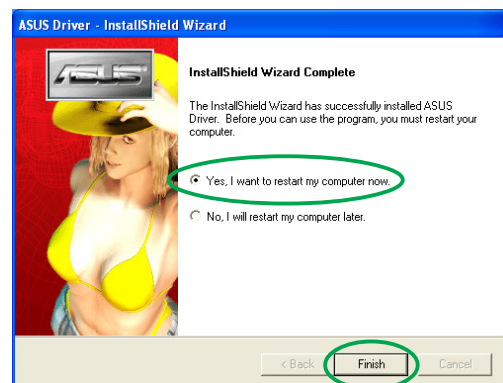 ASUS Driver - InstallShield Wizard
ASUS
InstallShield Wizard Complete
The InstallShield Wizard has successfully installed ASUS
Driver. Before you can use the program, you must restart your
computer.
Yes, I want to restart my computer now.
No, I will restart my computer later.
< Back
Finish
Cancel